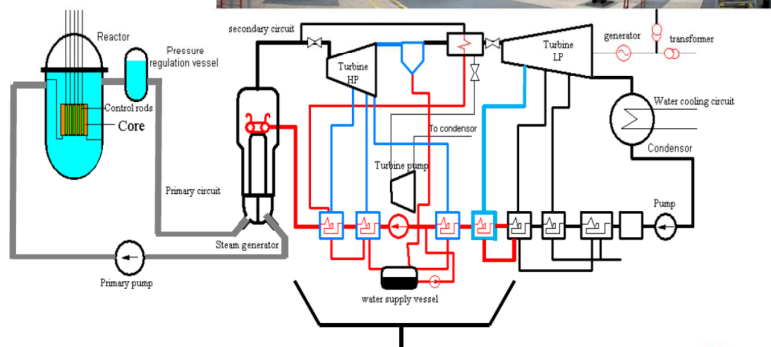 secondary circuit
Reactor
Pressure
regulation vessel
Control rods
Core
Turbine
HP
Turbine
LP
generator
transformer
Water cooling circuit
Condensor
To condensor
Turbine pump
Primary circuit
Steam generator
Primary pump
water supply vessel
Pump